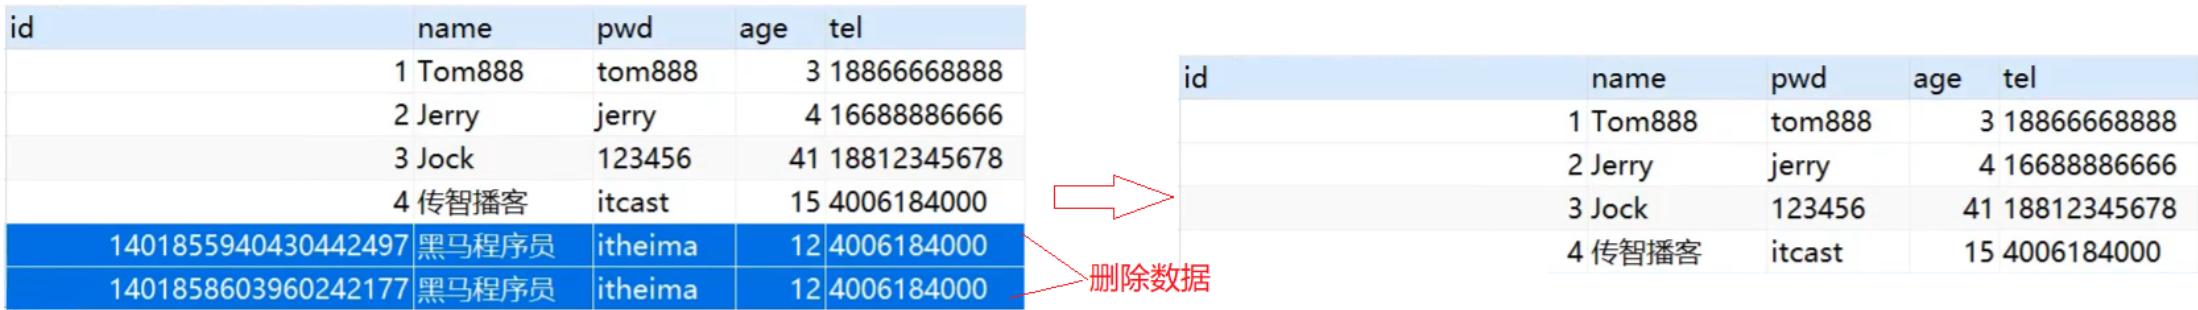 id name pwd age tel
1 Tom888 tom888 3 18866668888
2 Jerry jerry 4 16688886666
3 Jock 123456 41 18812345678
4 传智播客 itcast 15 4006184000
1401855940430442497 黑马程序员 itheima 12 4006184000
1401858603960242177 黑马程序员 itheima 12 4006184000
删除数据
id name pwd age tel
1 Tom888 tom888 3 18866668888
2 Jerry jerry 4 16688886666
3 Jock 123456 41 18812345678
4 传智播客 itcast 15 4006184000